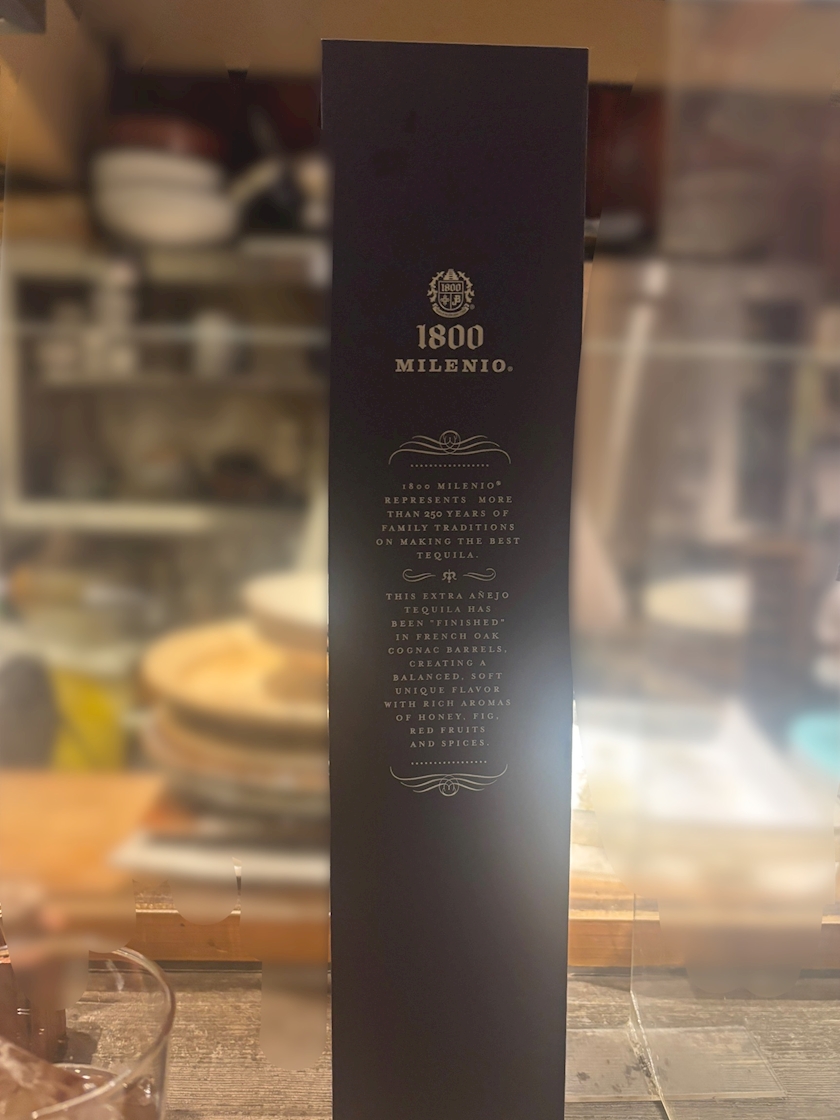 1800
1800
MILENIO®
1800 MILENIO®
REPRESENTS MORE
THAN 250 YEARS OF
FAMILY TRADITIONS
ON MAKING THE BEST
TEQUILA.
THIS EXTRA AÑEJO
TEQUILA HAS
BEEN "FINISHED"
IN FRENCH OAK
COGNAC BARRELS,
CREATING A
BALANCED, SOFT
UNIQUE FLAVOR
WITH RICH AROMAS
OF HONEY, FIG,
RED FRUITS
AND SPICES.